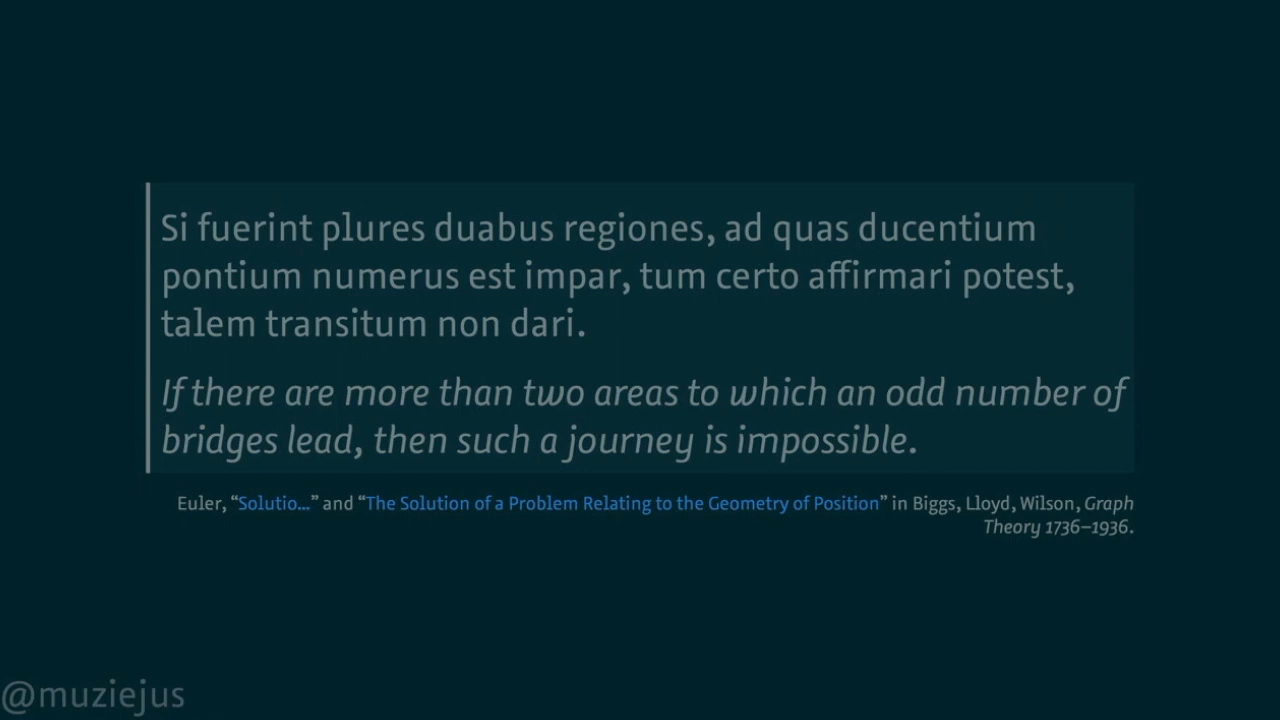 Si fuerint plures duabus regiones, ad quas ducentium
pontium numerus est impar, tum certo affirmari potest,
talem transitum non dari.
If there are more than two areas to which an odd number of
bridges lead, then such a journey is impossible.
Euler, “Solutio…” and “The Solution of a Problem Relating to the Geometry of Position” in Biggs, Lloyd, Wilson, Graph
Theory 1736–1936.
@muziejus